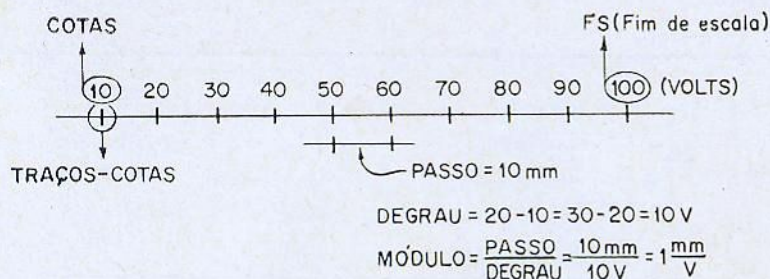 COTAS
FS (Fim de escala)
10 20 30 40 50 60 70 80 90 100 (VOLTS)
TRAÇOS-COTAS
PASSO = 10 mm
DEGRAU = 20 - 10 = 30 - 20 = 10 V
MÓDULO = PASSO/DEGRAU = 10 mm/10 V = 1 mm/V